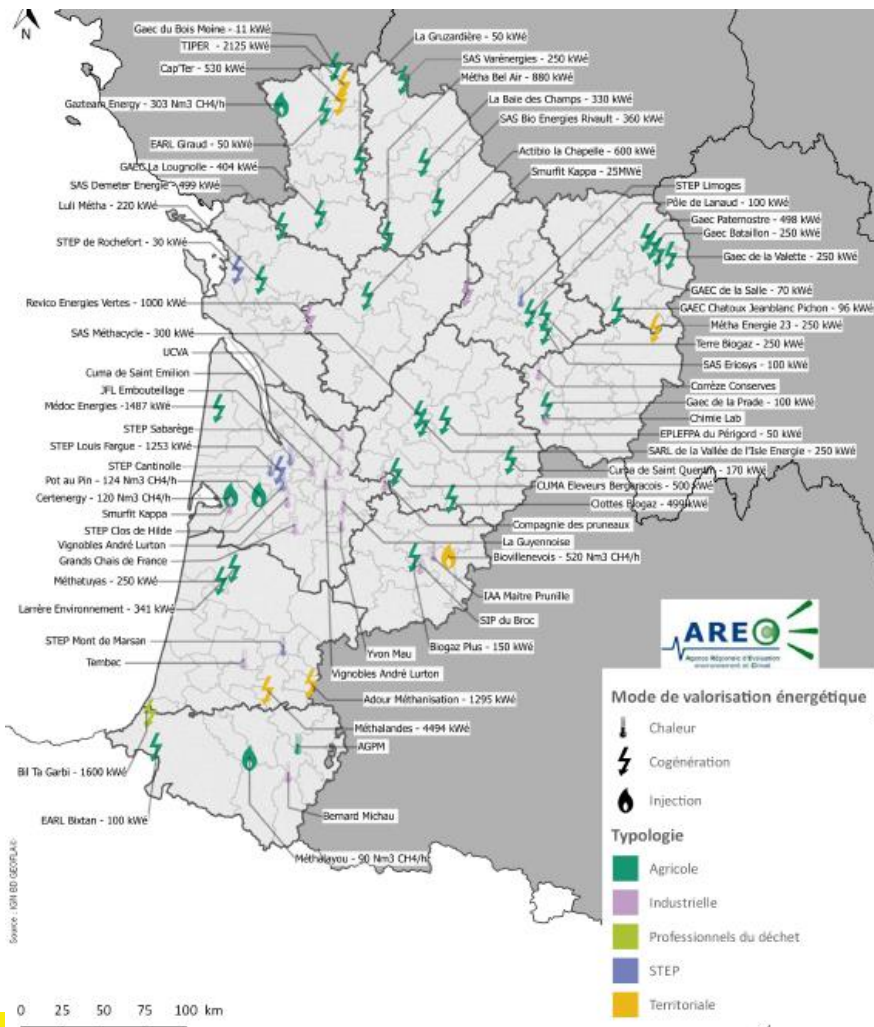 N
Gaec du Bois Moine - 11 kWé
TIPER - 2125 kWé
Cap'Ter - 530 kWé
Gazteam Energy - 303 Nm3 CH4/h
EARL Giraud - 50 kWé
GAEC La Lougnolle - 404 kWé
SAS Demeter Energie - 499 kWé
Luli Métha - 220 kWé
STEP de Rochefort - 30 kWé
Revico Energies Vertes - 1000 kWé
SAS Méthacycle - 300 kWé
UCVA
Cuma de Saint Emilion
JFL Embouteillage
Médoc Energies -1487 kWé
STEP Sabarège
STEP Louis Fargue - 1253 kWé
STEP Cantinolle
Pot au Pin - 124 Nm3 CH4/h
Certenergy - 120 Nm3 CH4/h
Smurfit Kappa
STEP Clos de Hilde
Vignobles André Lurton
Grands Chais de France
Méthatuyas - 250 kWé
Larrère Environnement - 341 kWé
STEP Mont de Marsan
Tembec
Bil Ta Garbi - 1600 kWé
EARL Bixtan - 100 kWé
La Gruzardière - 50 kWé
SAS Varénergies - 250 kWé
Métha Bel Air - 880 kWé
La Baie des Champs - 330 kWé
SAS Bio Energies Rivault - 360 kWé
Actibio la Chapelle - 600 kWé
Smurfit Kappa - 25MWé
STEP Limoges
Pôle de Lanaud - 100 kWé
Gaec Paternostre - 498 kWé
Gaec Bataillon - 250 kWé
Gaec de la Valette - 250 kWé
GAEC de la Salle - 70 kWé
GAEC Chatoux Jeanblanc Pichon - 96 kWé
Métha Energie 23 - 250 kWé
Terre Biogaz - 250 kWé
SAS Eriosys - 100 kWé
Corrèze Conserves
Gaec de la Prade - 100 kWé
Chimie Lab
EPLEFPA du Périgord - 50 kWé
SARL de la Vallée de l'Isle Energie - 250 kWé
Cuma de Saint Quentin - 170 kWé
CUMA Eleveurs Bergeracois - 500 kWé
Clottes Biogaz - 499 kWé
Compagnie des pruneaux
La Guyennoise
Biovillenevois - 520 Nm3 CH4/h
IAA Maitre Prunille
SIP du Broc
Biogaz Plus - 150 kWé
Yvon Mau
Vignobles André Lurton
Adour Méthanisation - 1295 kWé
Méthalandes - 4494 kWé
AGPM
Bernard Michau
Méthalayou - 90 Nm3 CH4/h
AREC
Agence Régionale d'Evaluation
environnement et Climat
Mode de valorisation énergétique
Chaleur
Cogénération
Injection
Typologie
Agricole
Industrielle
Professionnels du déchet
STEP
Territoriale
Source : IGN BD GEOFLA©
0 25 50 75 100 km